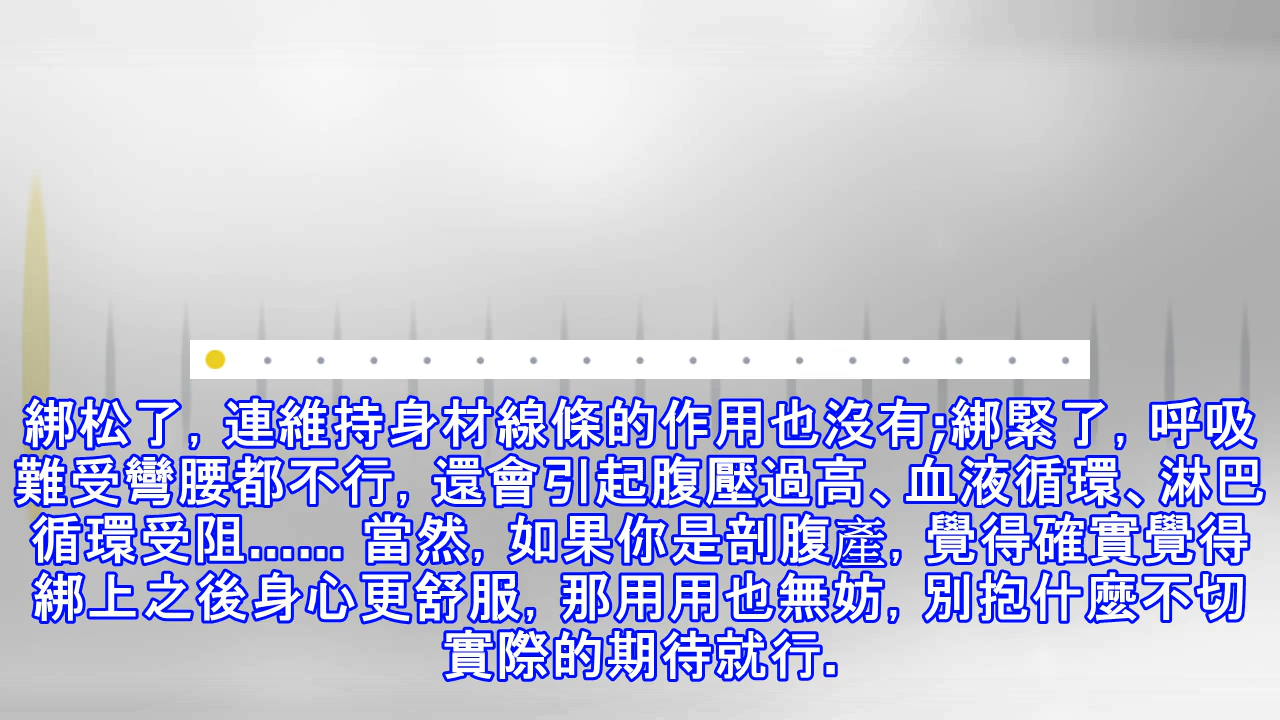 綁松了, 連維持身材線條的作用也沒有;綁緊了, 呼吸
難受彎腰都不行, 還會引起腹壓過高、血液循環、淋巴
循環受阻...... 當然, 如果你是剖腹產, 覺得確實覺得
綁上之後身心更舒服, 那用用也無妨, 別抱什麼不切
實際的期待就行.